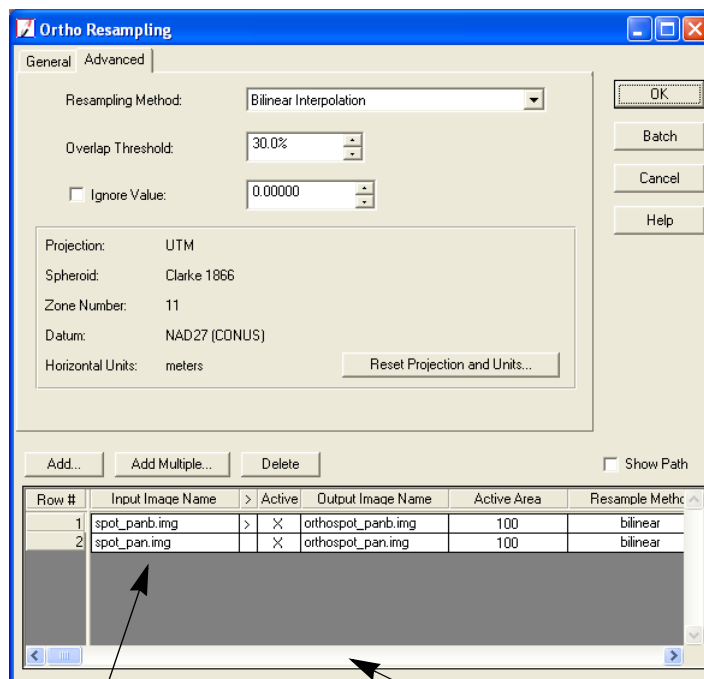 Ortho Resampling
General Advanced
Resampling Method: Bilinear Interpolation
OK
Overlap Threshold: 30.0%
Batch
Ignore Value: 0.00000
Cancel
Help
Projection: UTM
Spheroid: Clarke 1866
Zone Number: 11
Datum: NAD27 (CONUS)
Horizontal Units: meters Reset Projection and Units...
Add... Add Multiple... Delete Show Path
Row # Input Image Name > Active Output Image Name Active Area Resample Metho
1 spot_panb.img > X orthospot_panb.img 100 bilinear
2 spot_pan.img X orthospot_pan.img 100 bilinear